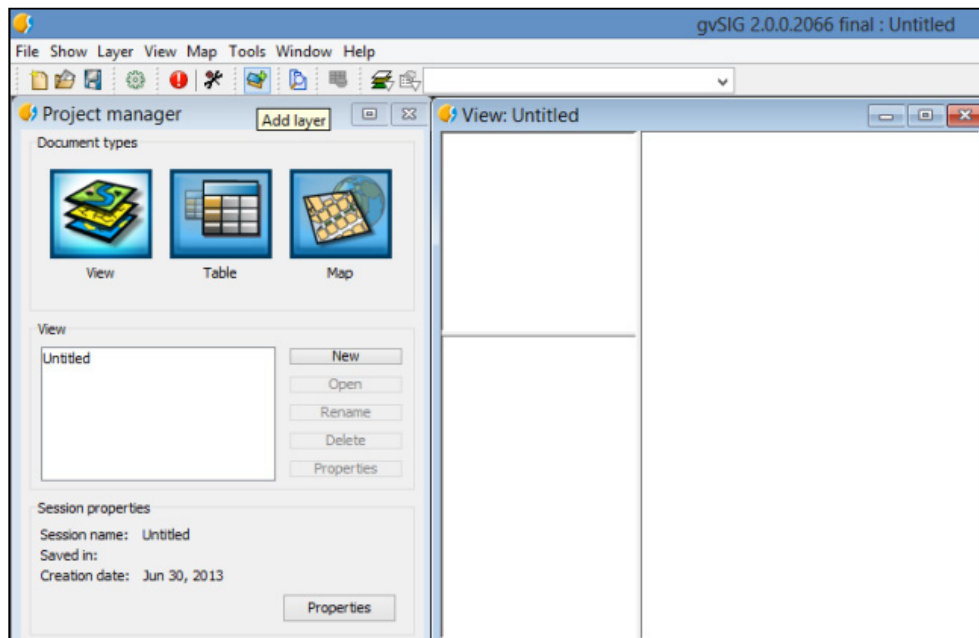 gvSIG 2.0.0.2066 final : Untitled
File Show Layer View Map Tools Window Help
Project manager
Add layer
View: Untitled
Document types
View Table Map
View
Untitled
New
Open
Rename
Delete
Properties
Session properties
Session name: Untitled
Saved in:
Creation date: Jun 30, 2013
Properties